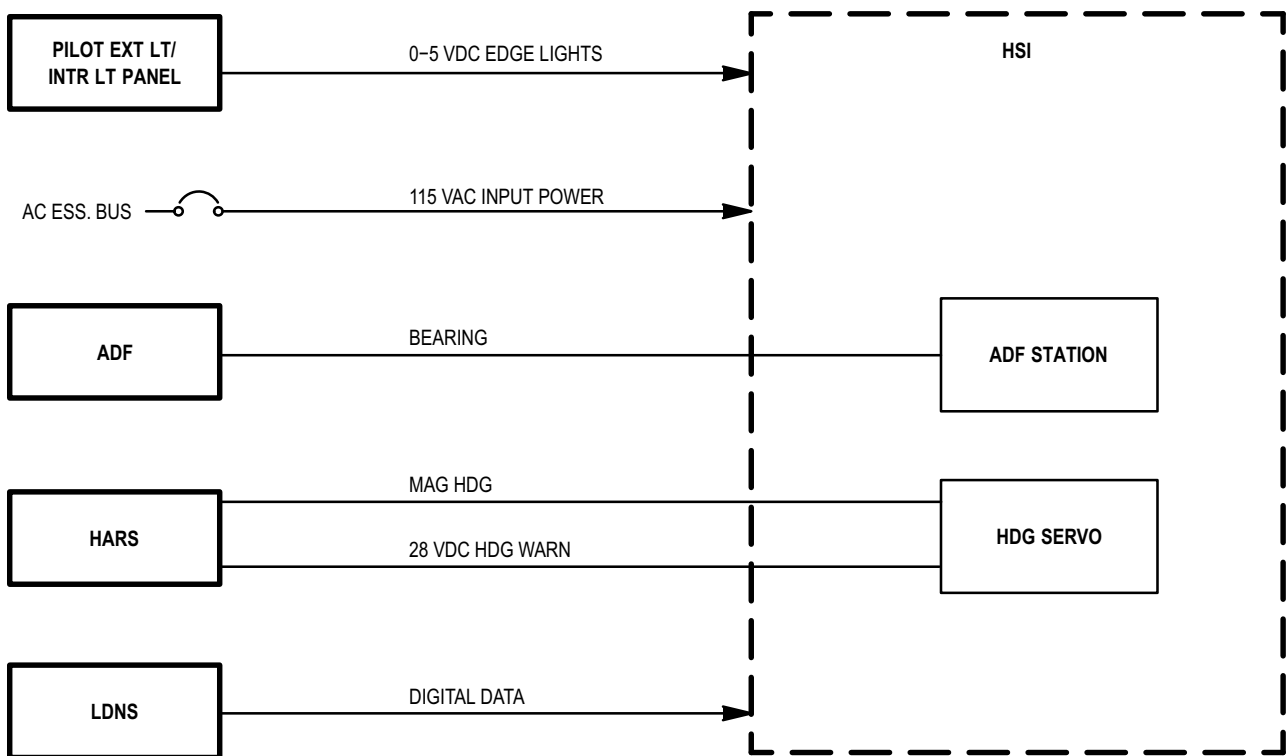 PILOT EXT LT/
INTR LT PANEL
0−5 VDC EDGE LIGHTS
HSI
AC ESS. BUS
115 VAC INPUT POWER
ADF
BEARING
ADF STATION
HARS
MAG HDG
28 VDC HDG WARN
HDG SERVO
LDNS
DIGITAL DATA